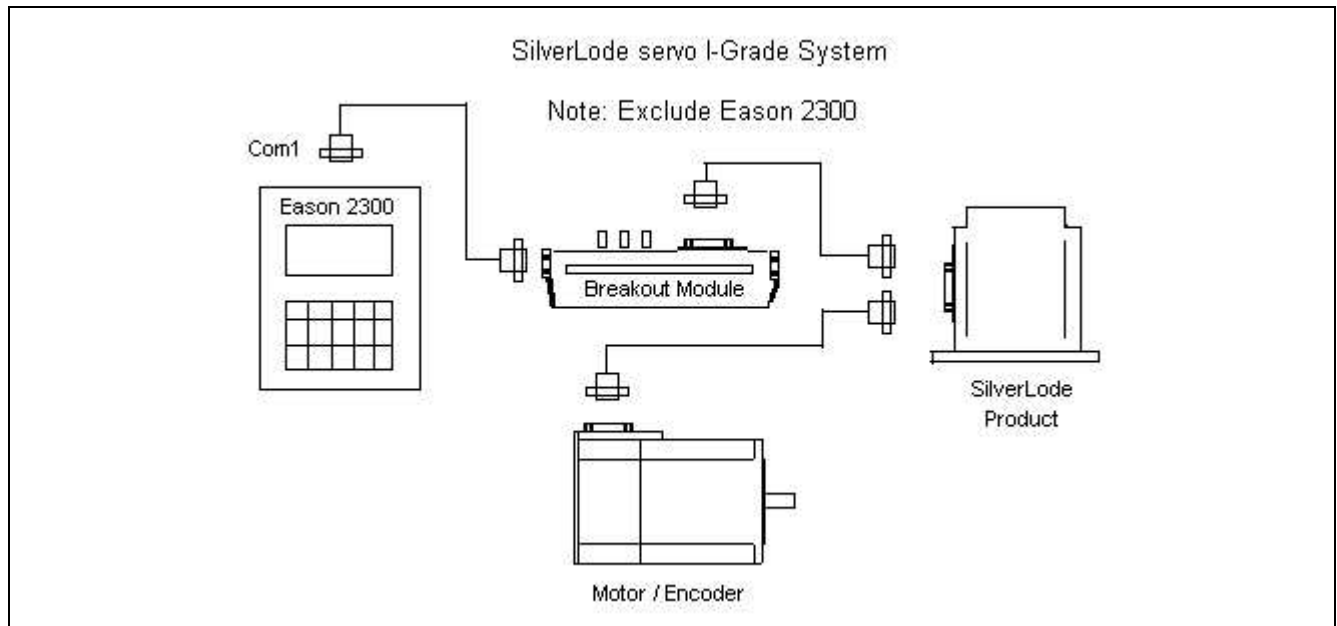 SilverLode servo I-Grade System
Note: Exclude Eason 2300
Com1
Eason 2300
Breakout Module
SilverLode
Product
Motor / Encoder